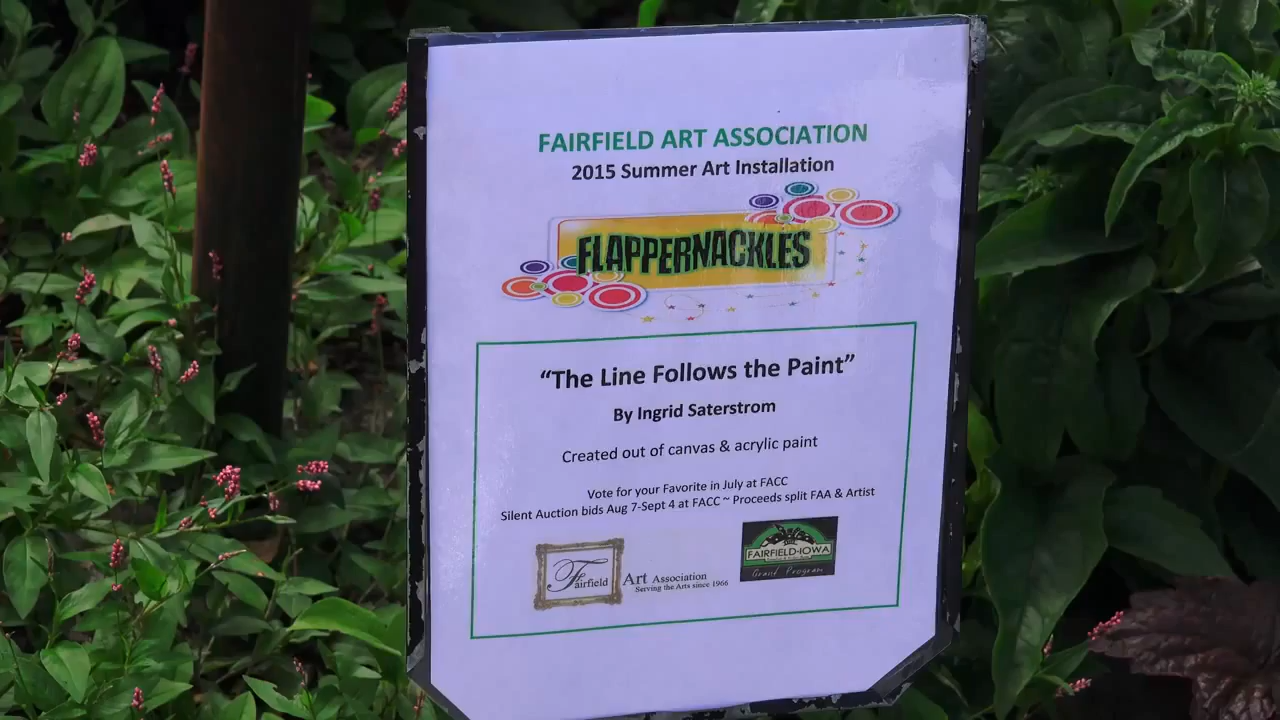 FAIRFIELD ART ASSOCIATION
2015 Summer Art Installation
FLAPPERNACKLES
“The Line Follows the Paint”
By Ingrid Saterstrom
Created out of canvas & acrylic paint
Vote for your Favorite in July at FACC
Silent Auction bids Aug 7-Sept 4 at FACC ~ Proceeds split FAA & Artist
Fairfield
Art Association
Serving the Arts since 1966
FAIRFIELD-IOWA
Grant Program